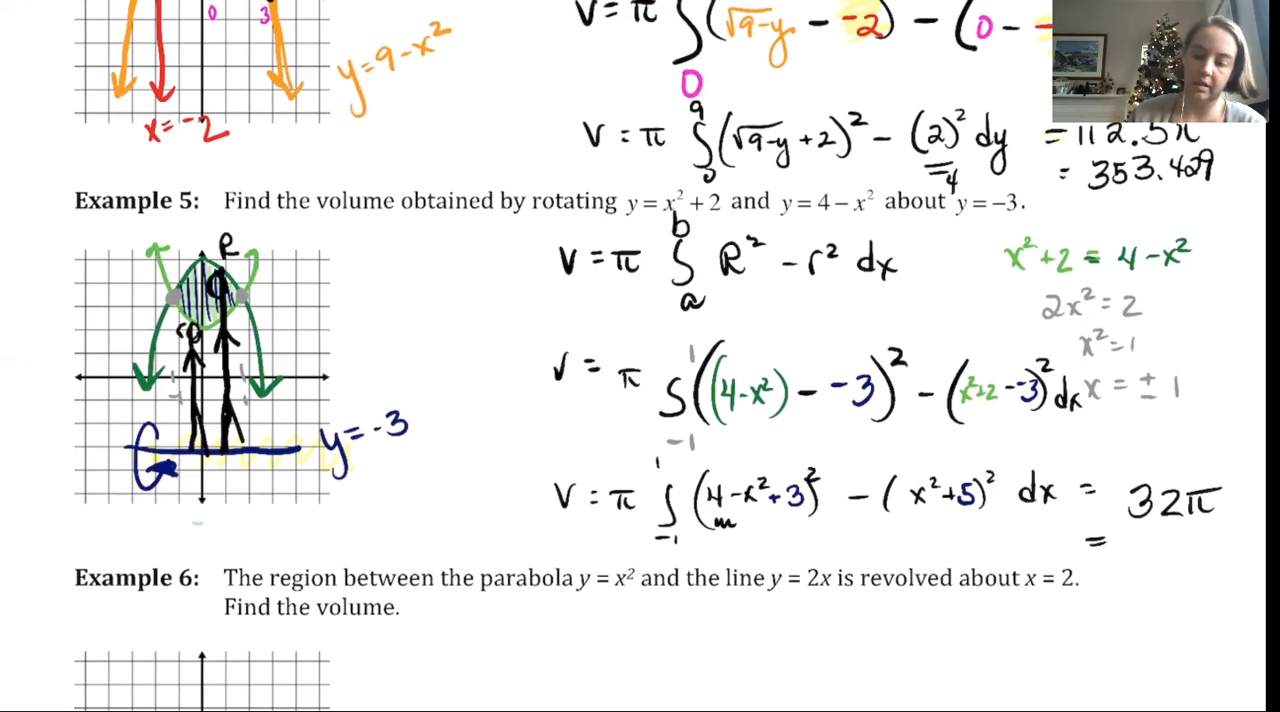 0 3
y=9-x²
x=-2
V = π ∫ (√9-y - -2) - (0 - -
0
V = π ∫₀⁹ (√9-y +2)² - (2)² dy = 112.5π
4
= 353.429
Example 5: Find the volume obtained by rotating y = x² + 2 and y = 4 − x² about y = −3.
R
r
y=-3
V = π ∫ₐᵇ R² - r² dx
x²+2 = 4-x²
2x² = 2
x² = 1
x = ± 1
V = π ∫₋₁¹ ((4-x²) - -3)² - (x²+2 - -3)² dx
V = π ∫₋₁¹ (4-x²+3)² - (x²+5)² dx = 32π
=
Example 6: The region between the parabola y = x² and the line y = 2x is revolved about x = 2.
Find the volume.